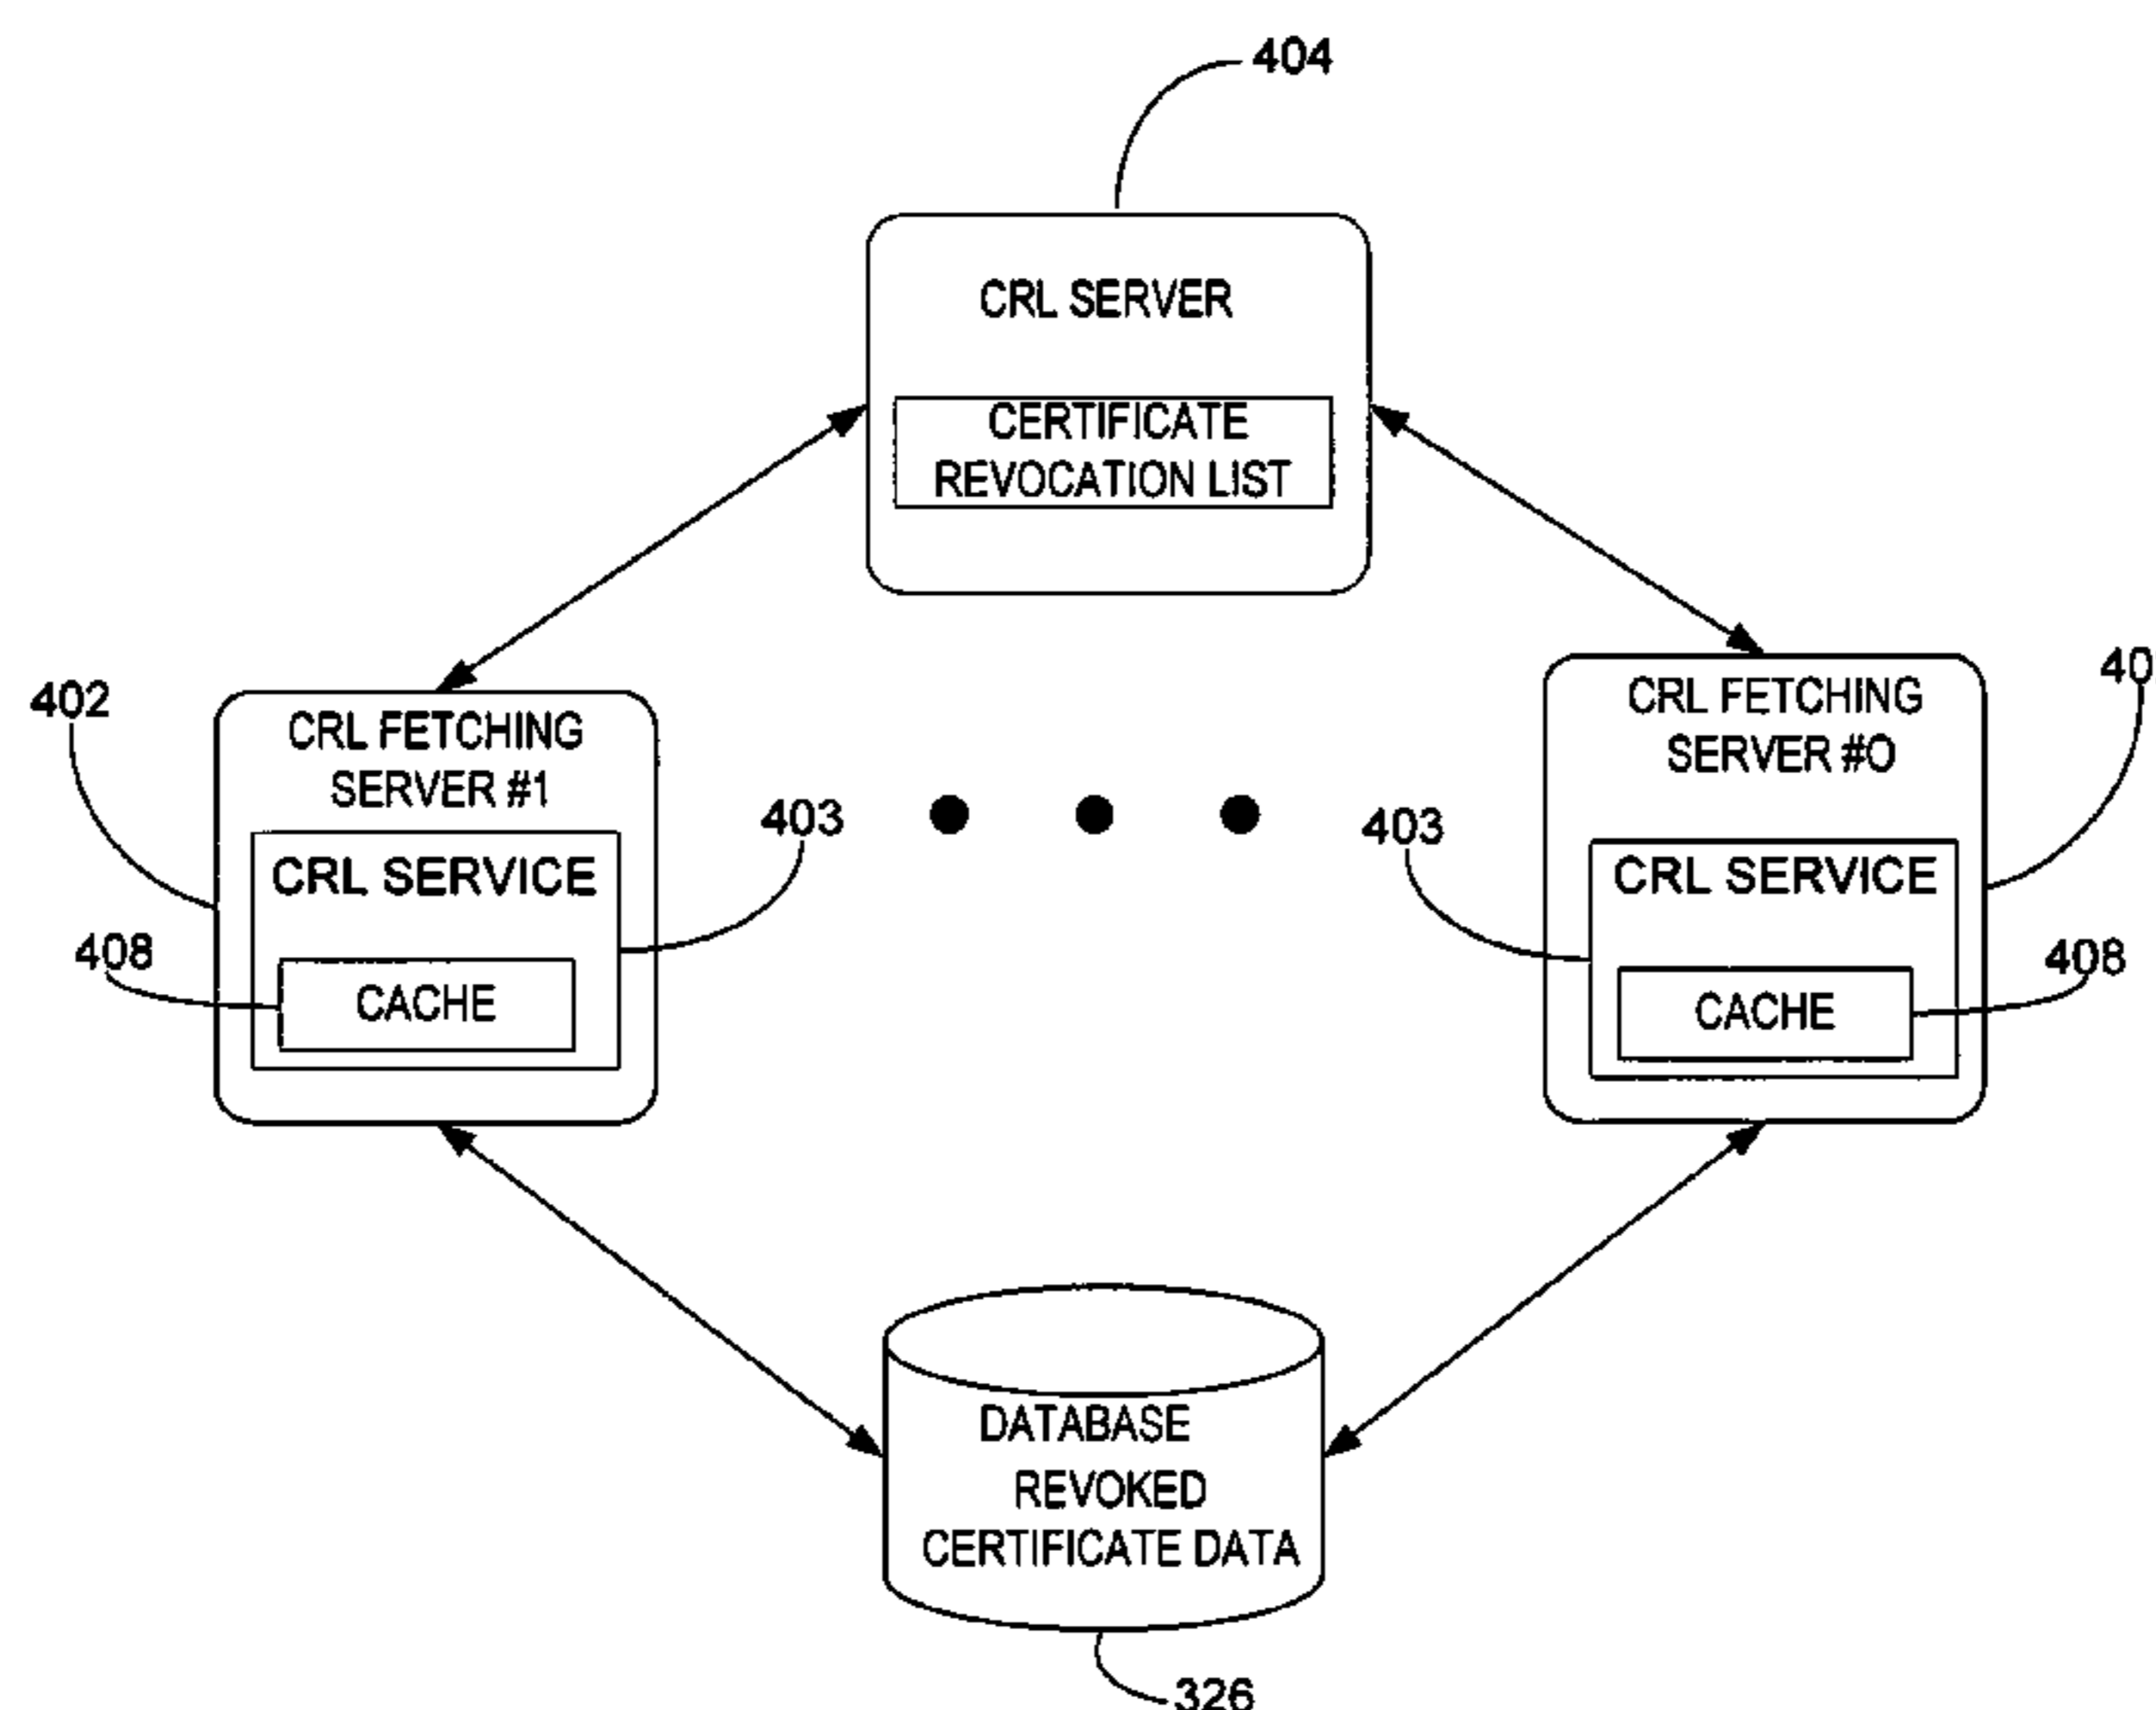 404
CRL SERVER
CERTIFICATE
REVOCATION LIST
402
CRL FETCHING
SERVER #1
403
CRL SERVICE
408
CACHE
40
CRL FETCHING
SERVER #O
403
CRL SERVICE
408
CACHE
DATABASE
REVOKED
CERTIFICATE DATA
326